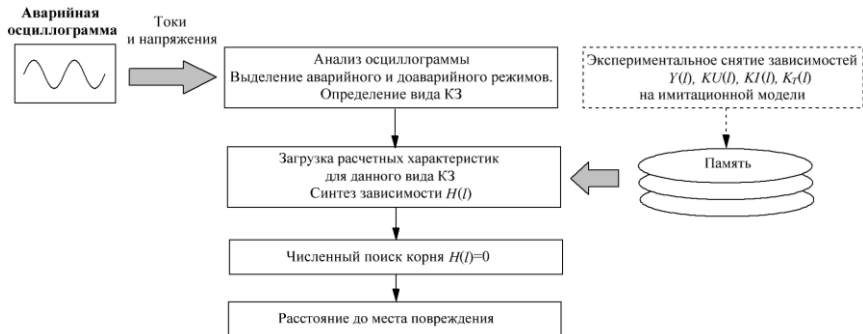 Аварийная
осциллограмма
Токи
и напряжения
Анализ осциллограммы
Выделение аварийного и доаварийного режимов.
Определение вида КЗ
Экспериментальное снятие зависимостей
Y(l), KU(l), KI(l), K_T(l)
на имитационной модели
Загрузка расчетных характеристик
для данного вида КЗ
Синтез зависимости H(l)
Память
Численный поиск корня H(l)=0
Расстояние до места повреждения